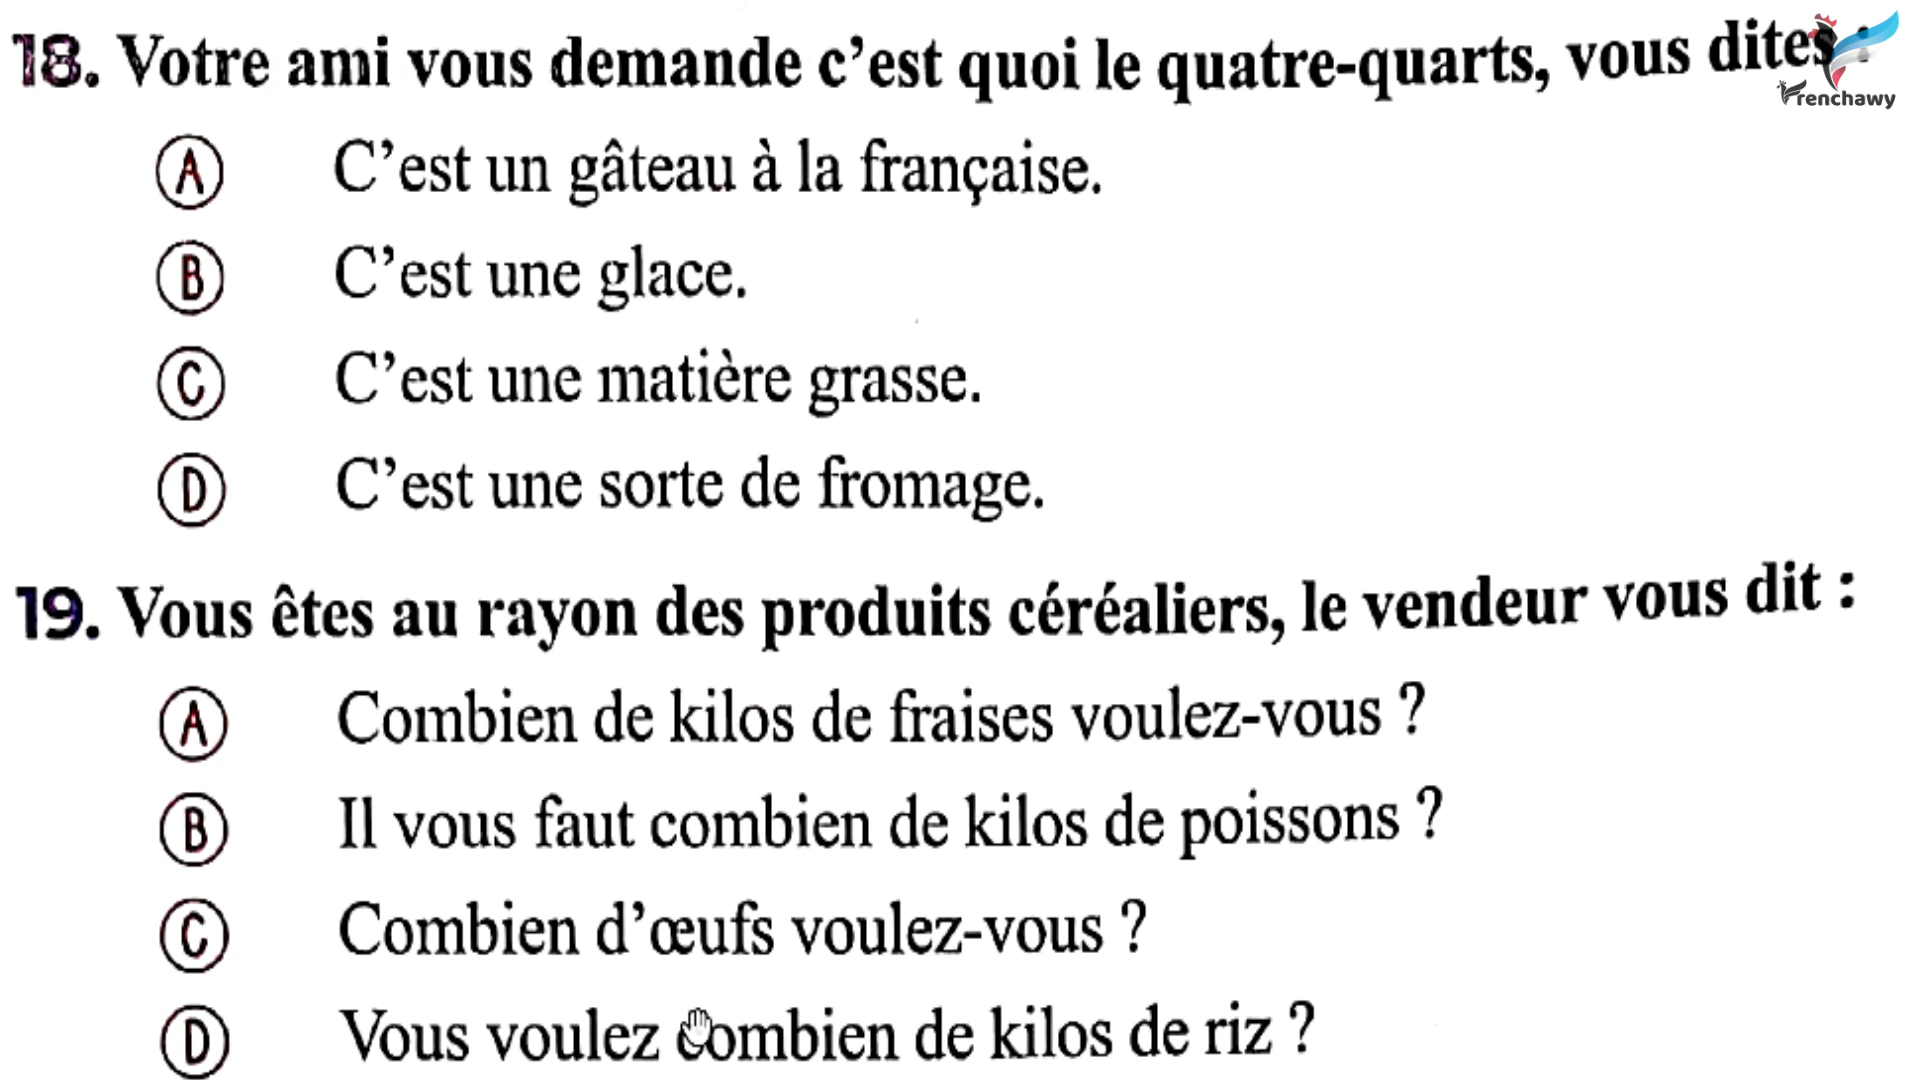 18. Votre ami vous demande c'est quoi le quatre-quarts, vous dites :
Frenchawy
A C'est un gâteau à la française.
B C'est une glace.
C C'est une matière grasse.
D C'est une sorte de fromage.
19. Vous êtes au rayon des produits céréaliers, le vendeur vous dit :
A Combien de kilos de fraises voulez-vous ?
B Il vous faut combien de kilos de poissons ?
C Combien d'œufs voulez-vous ?
D Vous voulez combien de kilos de riz ?